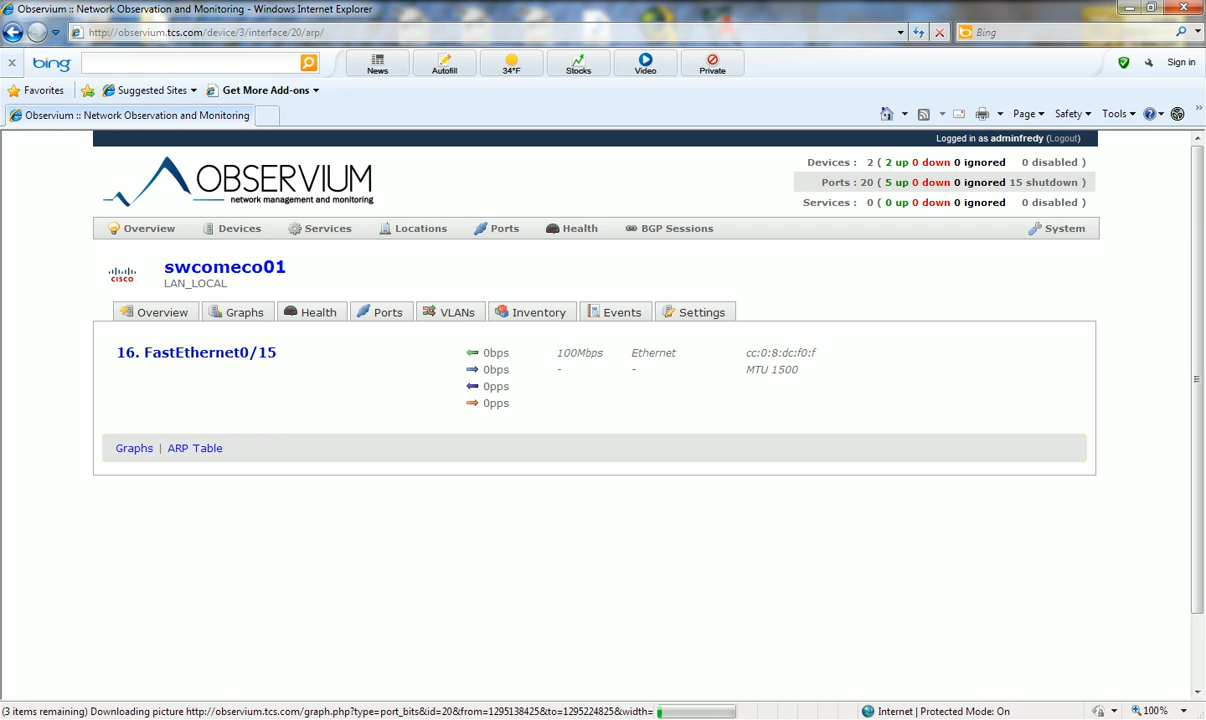 Observium :: Network Observation and Monitoring - Windows Internet Explorer
http://observium.tcs.com/device/3/interface/20/arp/
Bing
bing
News Autofill 34°F Stocks Video Private
Sign in
Favorites Suggested Sites Get More Add-ons
Observium :: Network Observation and Monitoring
Page Safety Tools
Logged in as adminfredy (Logout)
OBSERVIUM
network management and monitoring
Devices : 2 ( 2 up 0 down 0 ignored 0 disabled )
Ports : 20 ( 5 up 0 down 0 ignored 15 shutdown )
Services : 0 ( 0 up 0 down 0 ignored 0 disabled )
Overview Devices Services Locations Ports Health BGP Sessions System
CISCO
swcomeco01
LAN_LOCAL
Overview Graphs Health Ports VLANs Inventory Events Settings
16. FastEthernet0/15 0bps 100Mbps Ethernet cc:0:8:dc:f0:f
0bps - - MTU 1500
0pps
0pps
Graphs | ARP Table
(3 items remaining) Downloading picture http://observium.tcs.com/graph.php?type=port_bits&id=20&from=1295138425&to=1295224825&width=
Internet | Protected Mode: On
100%